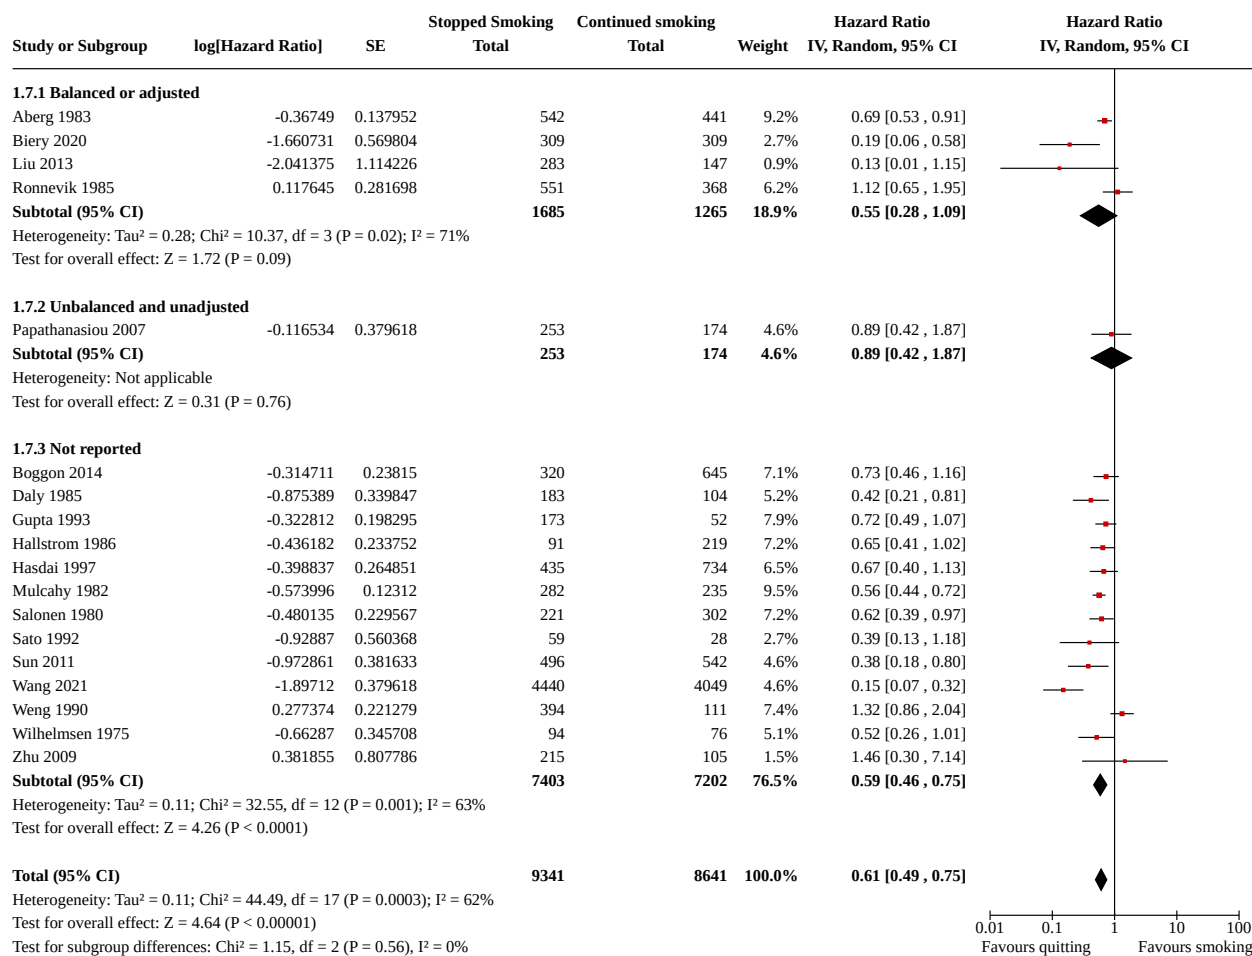 Stopped Smoking Continued smoking Hazard Ratio Hazard Ratio
Study or Subgroup log[Hazard Ratio] SE Total Total Weight IV, Random, 95% CI IV, Random, 95% CI
1.7.1 Balanced or adjusted
Aberg 1983 -0.36749 0.137952 542 441 9.2% 0.69 [0.53 , 0.91]
Biery 2020 -1.660731 0.569804 309 309 2.7% 0.19 [0.06 , 0.58]
Liu 2013 -2.041375 1.114226 283 147 0.9% 0.13 [0.01 , 1.15]
Ronnevik 1985 0.117645 0.281698 551 368 6.2% 1.12 [0.65 , 1.95]
Subtotal (95% CI) 1685 1265 18.9% 0.55 [0.28 , 1.09]
Heterogeneity: Tau² = 0.28; Chi² = 10.37, df = 3 (P = 0.02); I² = 71%
Test for overall effect: Z = 1.72 (P = 0.09)
1.7.2 Unbalanced and unadjusted
Papathanasiou 2007 -0.116534 0.379618 253 174 4.6% 0.89 [0.42 , 1.87]
Subtotal (95% CI) 253 174 4.6% 0.89 [0.42 , 1.87]
Heterogeneity: Not applicable
Test for overall effect: Z = 0.31 (P = 0.76)
1.7.3 Not reported
Boggon 2014 -0.314711 0.23815 320 645 7.1% 0.73 [0.46 , 1.16]
Daly 1985 -0.875389 0.339847 183 104 5.2% 0.42 [0.21 , 0.81]
Gupta 1993 -0.322812 0.198295 173 52 7.9% 0.72 [0.49 , 1.07]
Hallstrom 1986 -0.436182 0.233752 91 219 7.2% 0.65 [0.41 , 1.02]
Hasdai 1997 -0.398837 0.264851 435 734 6.5% 0.67 [0.40 , 1.13]
Mulcahy 1982 -0.573996 0.12312 282 235 9.5% 0.56 [0.44 , 0.72]
Salonen 1980 -0.480135 0.229567 221 302 7.2% 0.62 [0.39 , 0.97]
Sato 1992 -0.92887 0.560368 59 28 2.7% 0.39 [0.13 , 1.18]
Sun 2011 -0.972861 0.381633 496 542 4.6% 0.38 [0.18 , 0.80]
Wang 2021 -1.89712 0.379618 4440 4049 4.6% 0.15 [0.07 , 0.32]
Weng 1990 0.277374 0.221279 394 111 7.4% 1.32 [0.86 , 2.04]
Wilhelmsen 1975 -0.66287 0.345708 94 76 5.1% 0.52 [0.26 , 1.01]
Zhu 2009 0.381855 0.807786 215 105 1.5% 1.46 [0.30 , 7.14]
Subtotal (95% CI) 7403 7202 76.5% 0.59 [0.46 , 0.75]
Heterogeneity: Tau² = 0.11; Chi² = 32.55, df = 12 (P = 0.001); I² = 63%
Test for overall effect: Z = 4.26 (P < 0.0001)
Total (95% CI) 9341 8641 100.0% 0.61 [0.49 , 0.75]
Heterogeneity: Tau² = 0.11; Chi² = 44.49, df = 17 (P = 0.0003); I² = 62%
Test for overall effect: Z = 4.64 (P < 0.00001)
Test for subgroup differences: Chi² = 1.15, df = 2 (P = 0.56), I² = 0%
0.01 0.1 1 10 100
Favours quitting Favours smoking